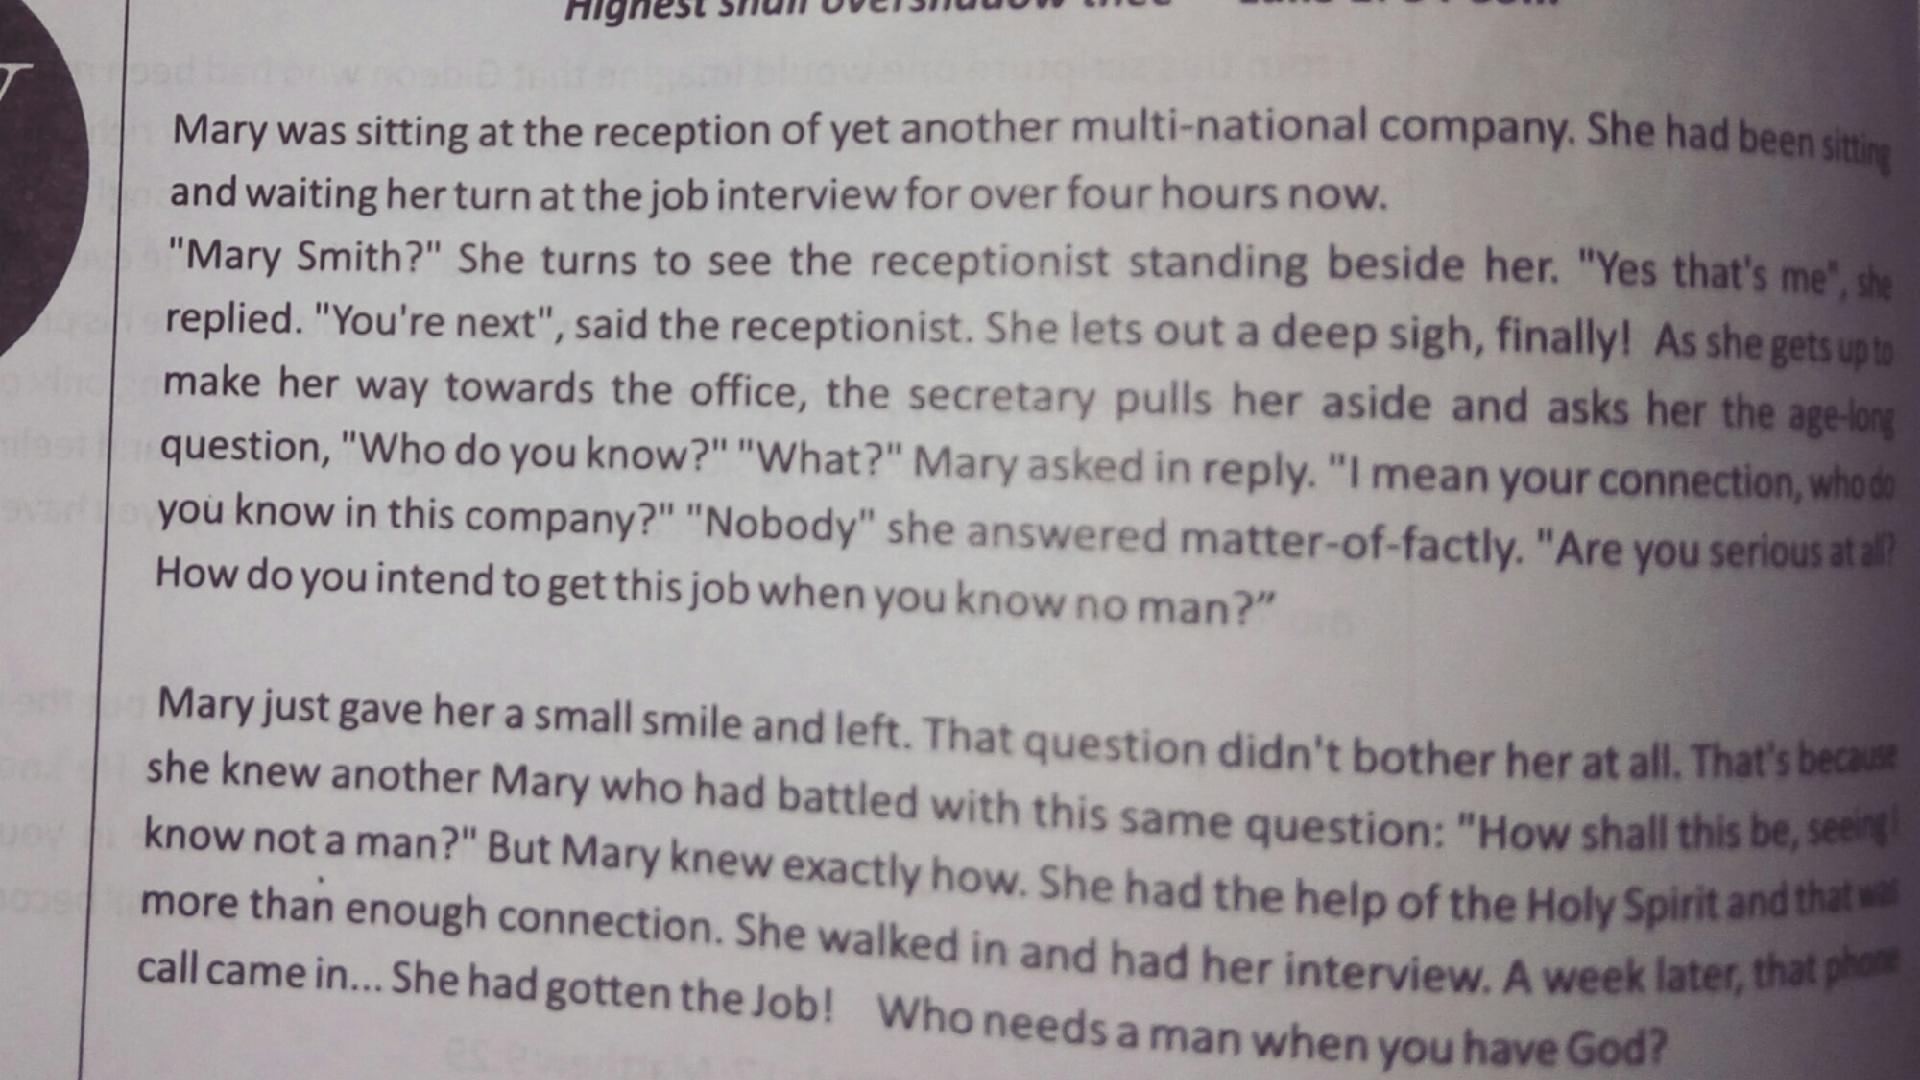 Highest shall overshadow thee
Mary was sitting at the reception of yet another multi-national company. She had been sitting
and waiting her turn at the job interview for over four hours now.
"Mary Smith?" She turns to see the receptionist standing beside her. "Yes that's me", she
replied. "You're next", said the receptionist. She lets out a deep sigh, finally! As she gets up to
make her way towards the office, the secretary pulls her aside and asks her the age-long
question, "Who do you know?" "What?" Mary asked in reply. "I mean your connection, who do
you know in this company?" "Nobody" she answered matter-of-factly. "Are you serious at all?
How do you intend to get this job when you know no man?"
Mary just gave her a small smile and left. That question didn't bother her at all. That's because
she knew another Mary who had battled with this same question: "How shall this be, seeing I
know not a man?" But Mary knew exactly how. She had the help of the Holy Spirit and that was
more than enough connection. She walked in and had her interview. A week later, that phone
call came in... She had gotten the Job! Who needs a man when you have God?